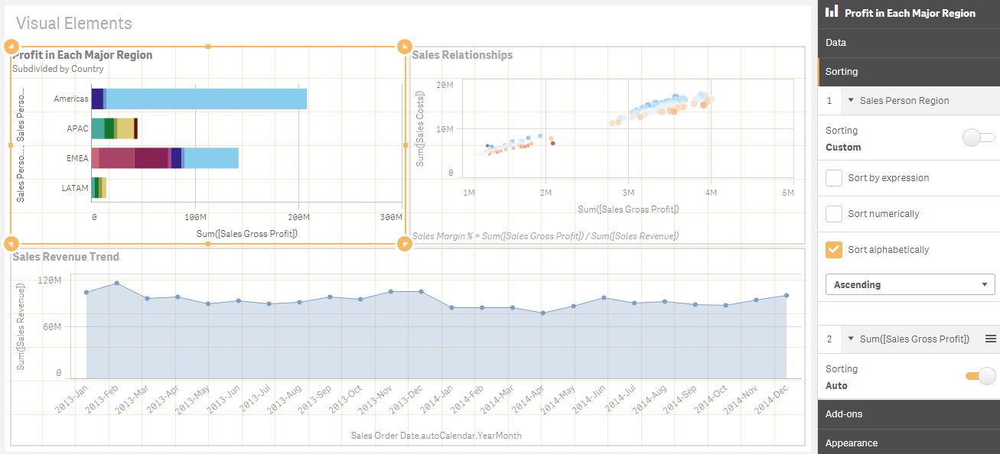 Visual Elements
Profit in Each Major Region
Subdivided by Country
Sales Perso... , Sales Perso...
Americas
APAC
EMEA
LATAM
0 100M 200M 300M
Sum([Sales Gross Profit])
Sales Relationships
Sum([Sales Costs])
20M
10M
0
1M 2M 3M 4M 5M
Sum([Sales Gross Profit])
Sales Margin % = Sum([Sales Gross Profit]) / Sum([Sales Revenue])
Sales Revenue Trend
Sum([Sales Revenue])
120M
60M
0
2013-Jan 2013-Feb 2013-Mar 2013-Apr 2013-May 2013-Jun 2013-Jul 2013-Aug 2013-Sep 2013-Oct 2013-Nov 2013-Dec 2014-Jan 2014-Feb 2014-Mar 2014-Apr 2014-May 2014-Jun 2014-Jul 2014-Aug 2014-Sep 2014-Oct 2014-Nov 2014-Dec
Sales Order Date.autoCalendar.YearMonth
Profit in Each Major Region
Data
Sorting
1 Sales Person Region
Sorting
Custom
Sort by expression
Sort numerically
Sort alphabetically
Ascending
2 Sum([Sales Gross Profit])
Sorting
Auto
Add-ons
Appearance